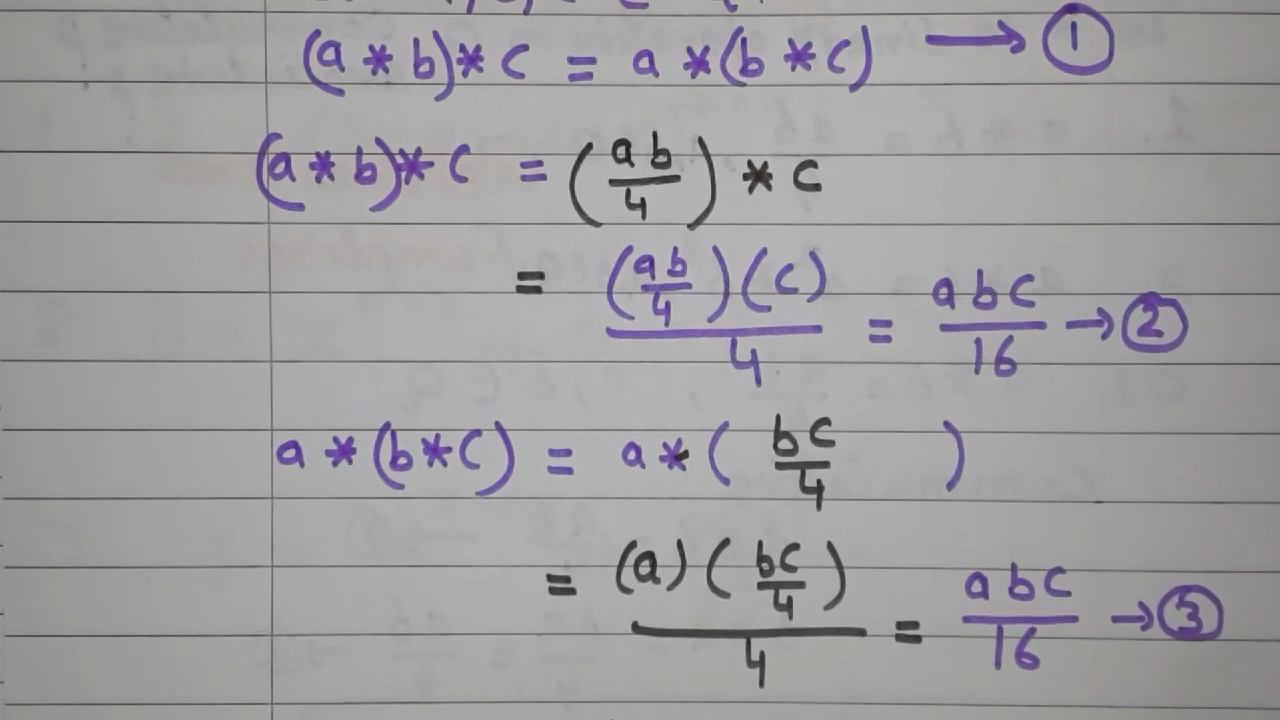 (a * b) * c = a * (b * c) → ①
(a * b) * c = (ab/4) * c
= (ab/4)(c)/4 = abc/16 → ②
a * (b * c) = a * (bc/4)
= (a)(bc/4)/4 = abc/16 → ③